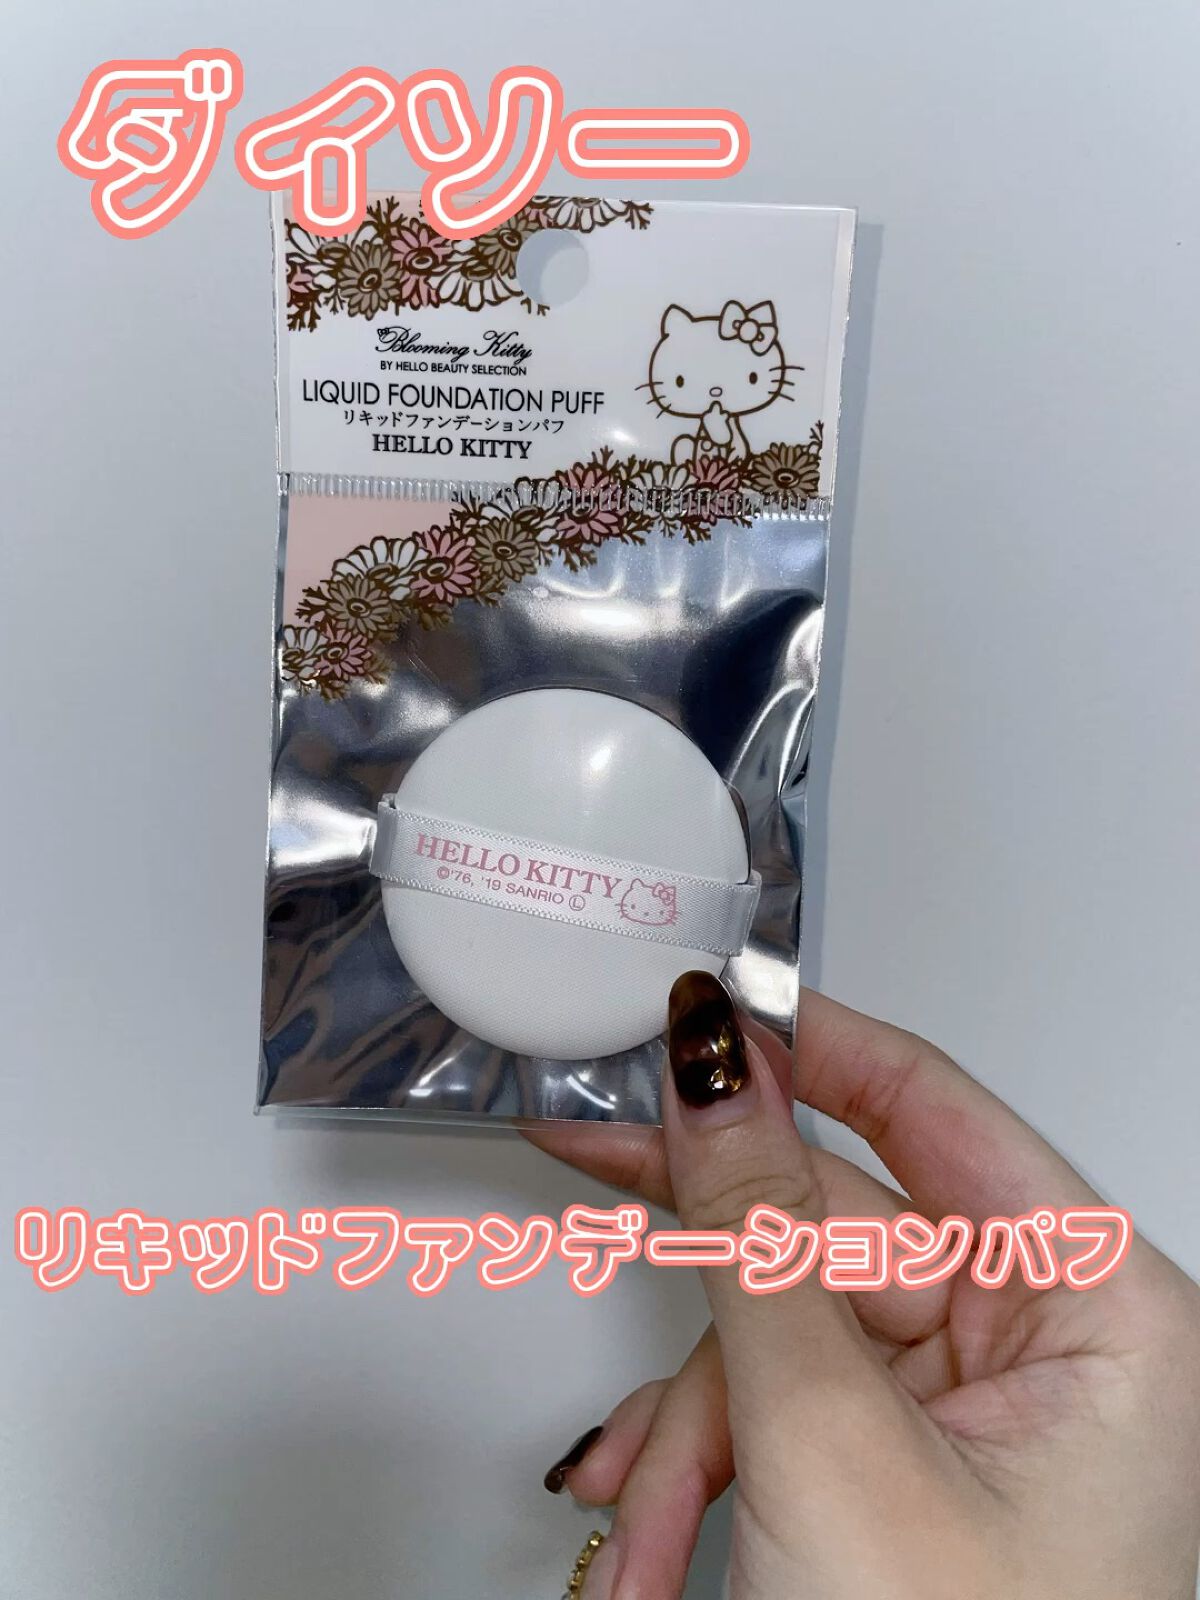 ダイソー
Blooming Kitty
BY HELLO BEAUTY SELECTION
LIQUID FOUNDATION PUFF
リキッドファンデーションパフ
HELLO KITTY
HELLO KITTY
©'76, '19 SANRIO Ⓛ
リキッドファンデーションパフ